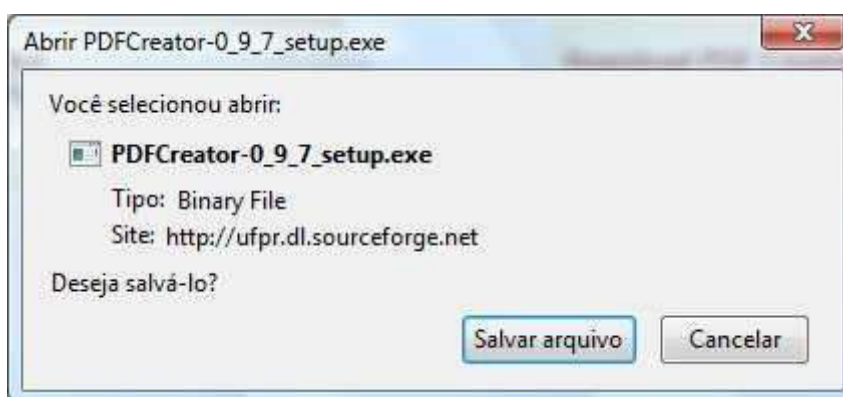 Abrir PDFCreator-0_9_7_setup.exe
Você selecionou abrir:
PDFCreator-0_9_7_setup.exe
Tipo: Binary File
Site: http://ufpr.dl.sourceforge.net
Deseja salvá-lo?
Salvar arquivo Cancelar